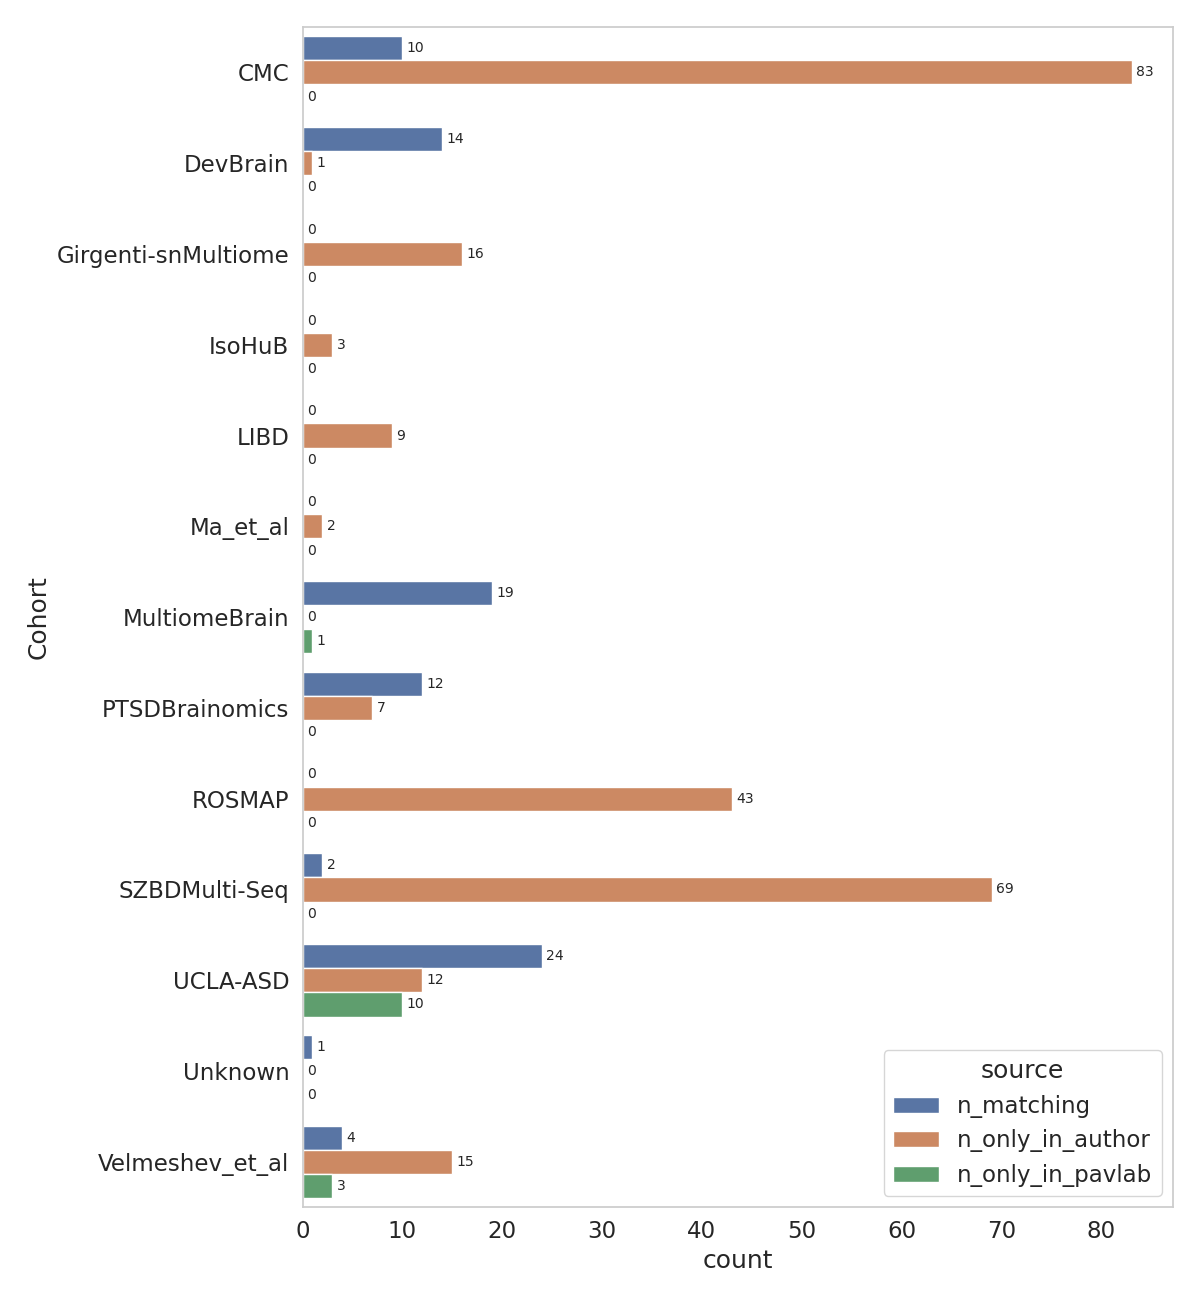 CMC
10
83
0
DevBrain
14
1
0
Girgenti-snMultiome
0
16
0
IsoHuB
0
3
0
LIBD
0
9
0
Ma_et_al
0
2
0
MultiomeBrain
19
0
1
PTSDBrainomics
12
7
0
ROSMAP
0
43
0
SZBDMulti-Seq
2
69
0
UCLA-ASD
24
12
10
Unknown
1
0
0
Velmeshev_et_al
4
15
3
Cohort
source
n_matching
n_only_in_author
n_only_in_pavlab
0 10 20 30 40 50 60 70 80
count